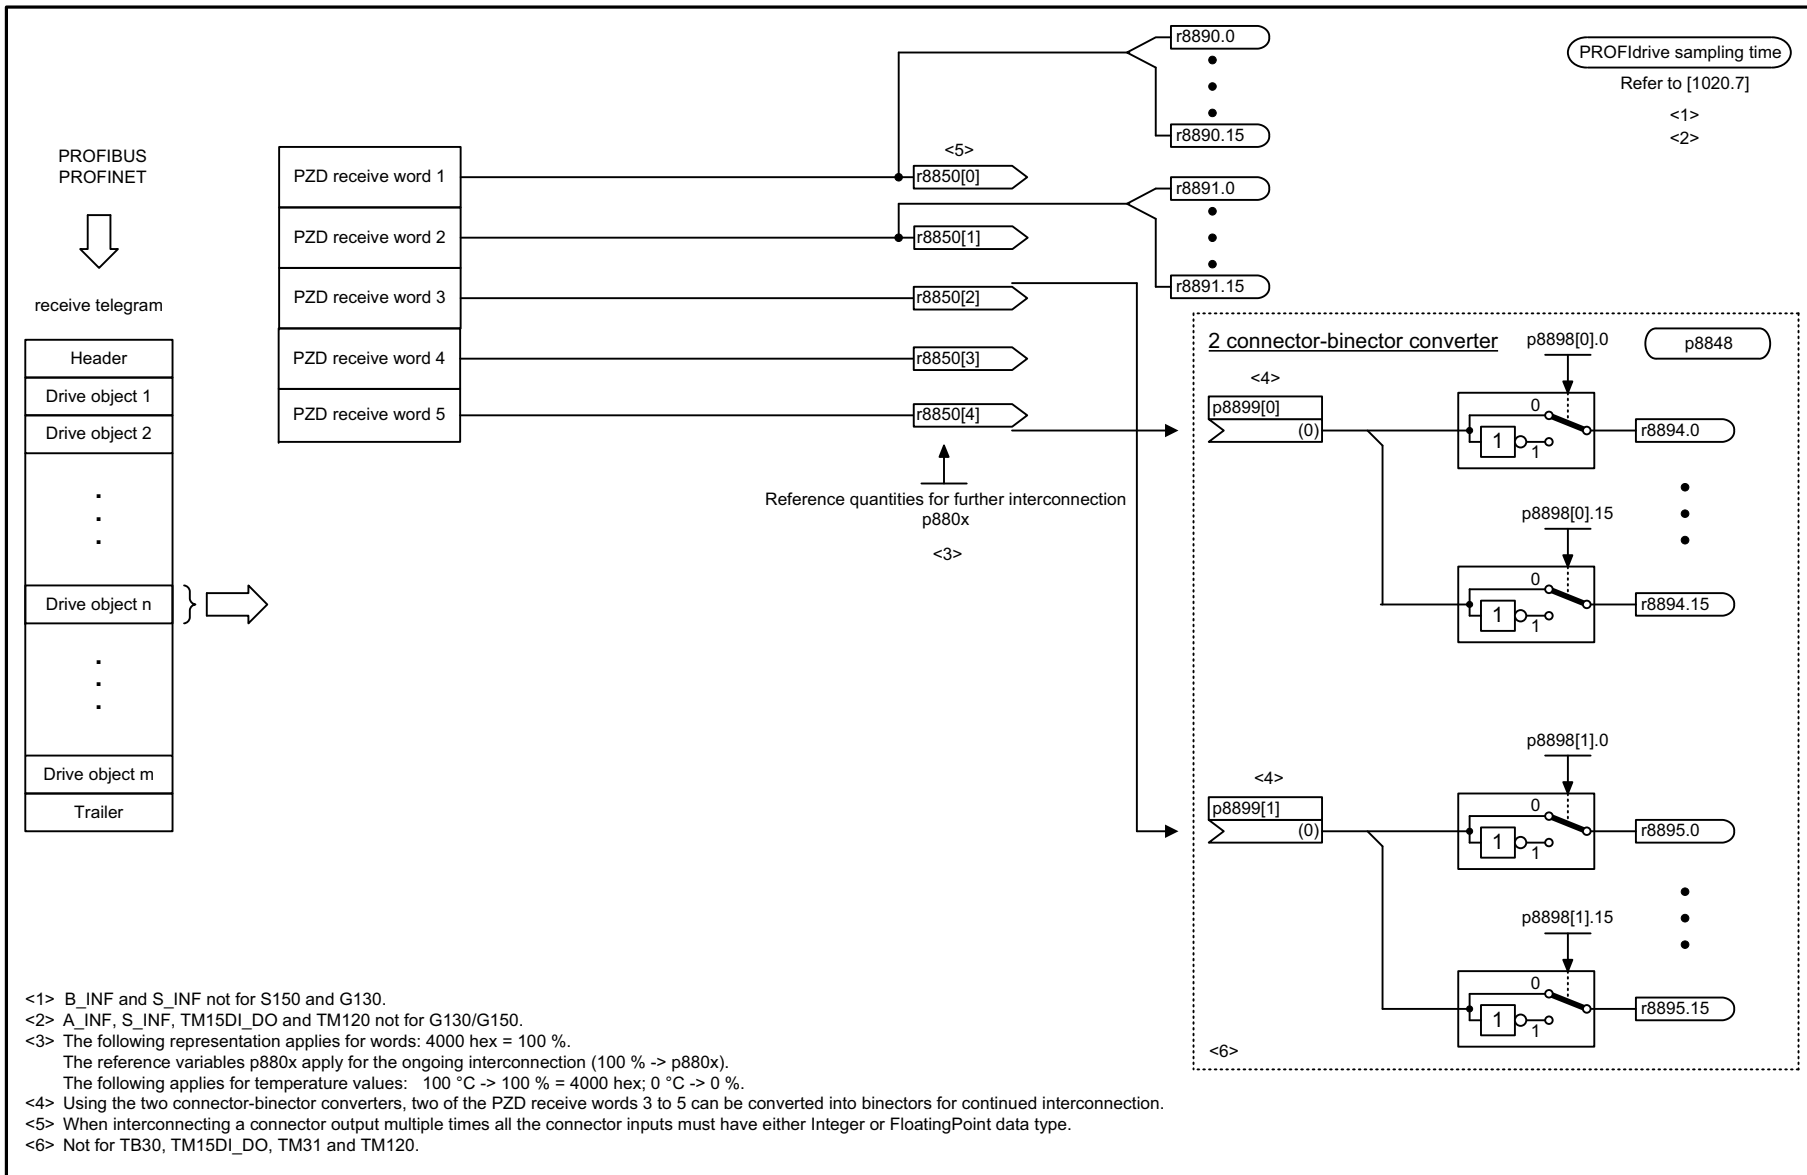 PROFIBUS
PROFINET
receive telegram
Header
Drive object 1
Drive object 2
Drive object n
Drive object m
Trailer
PZD receive word 1
PZD receive word 2
PZD receive word 3
PZD receive word 4
PZD receive word 5
<5>
r8850[0]
r8850[1]
r8850[2]
r8850[3]
r8850[4]
Reference quantities for further interconnection
p880x
<3>
r8890.0
r8890.15
r8891.0
r8891.15
PROFIdrive sampling time
Refer to [1020.7]
<1>
<2>
2 connector-binector converter
p8848
<4>
p8899[0]
(0)
p8898[0].0
0
1
1
r8894.0
p8898[0].15
0
1
1
r8894.15
<4>
p8899[1]
(0)
p8898[1].0
0
1
1
r8895.0
p8898[1].15
0
1
1
r8895.15
<6>
<1> B_INF and S_INF not for S150 and G130.
<2> A_INF, S_INF, TM15DI_DO and TM120 not for G130/G150.
<3> The following representation applies for words: 4000 hex = 100 %.
The reference variables p880x apply for the ongoing interconnection (100 % -> p880x).
The following applies for temperature values: 100 °C -> 100 % = 4000 hex; 0 °C -> 0 %.
<4> Using the two connector-binector converters, two of the PZD receive words 3 to 5 can be converted into binectors for continued interconnection.
<5> When interconnecting a connector output multiple times all the connector inputs must have either Integer or FloatingPoint data type.
<6> Not for TB30, TM15DI_DO, TM31 and TM120.